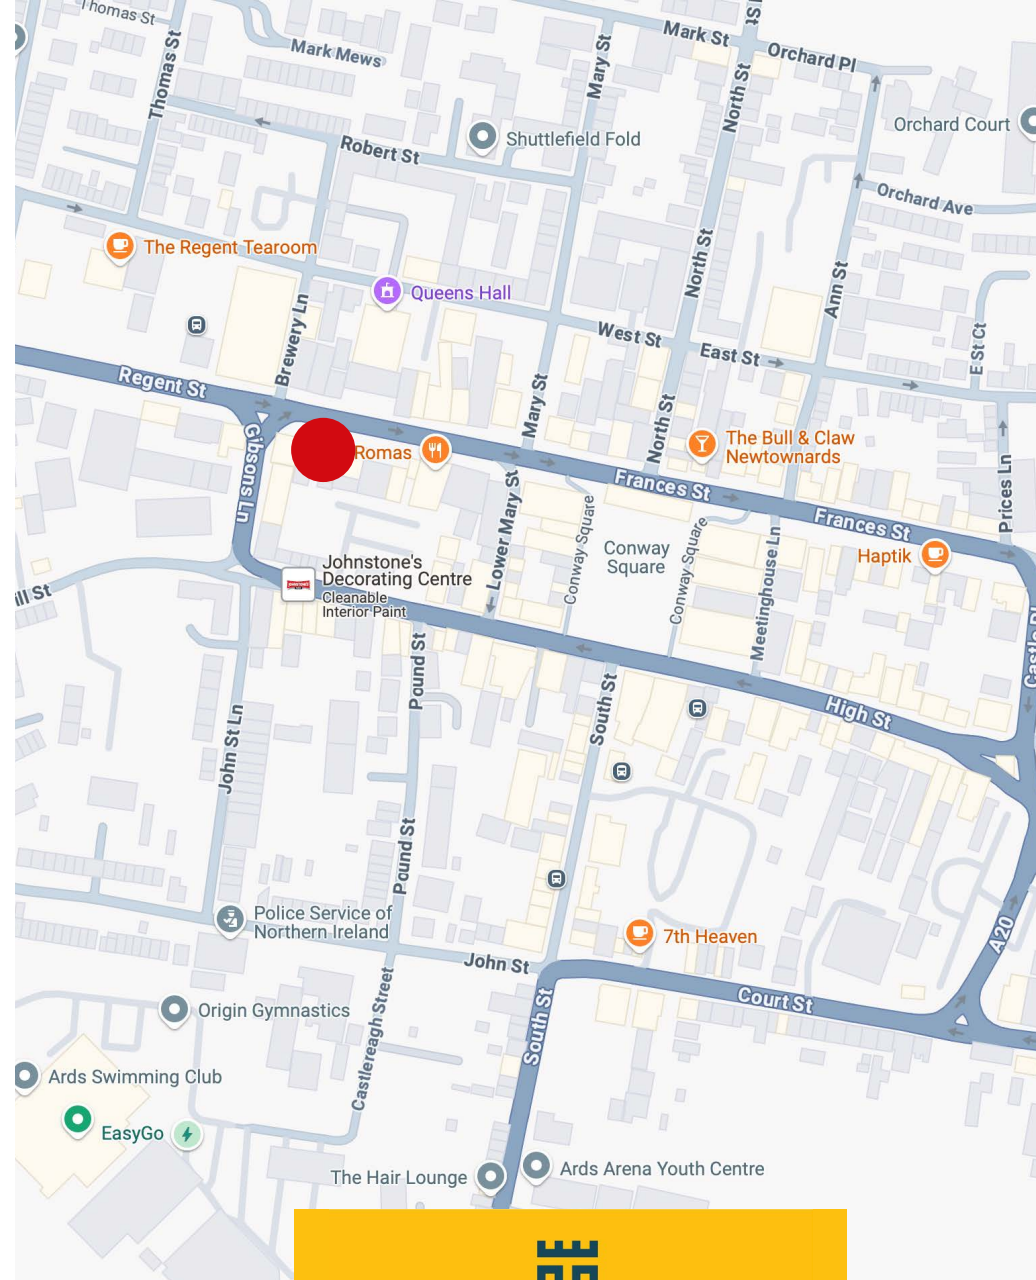 Thomas St
Thomas St
Mark Mews
Mary St
Mark St
Orchard Pl
North St
Orchard Court
Shuttlefield Fold
Robert St
Orchard Ave
The Regent Tearoom
Queens Hall
North St
Ann St
Brewery Ln
West St
East St
E St Ct
Regent St
Mary St
North St
The Bull & Claw
Newtownards
Romas
Gibsons Ln
Frances St
Frances St
Prices Ln
Lower Mary St
Conway Square
Conway
Square
Conway Square
Meetinghouse Ln
Haptik
Johnstone's
Decorating Centre
Cleanable
Interior Paint
ill St
Pound St
South St
High St
John St Ln
Pound St
Police Service of
Northern Ireland
7th Heaven
A20
John St
Court St
South St
Castlereagh Street
Origin Gymnastics
Ards Swimming Club
EasyGo
The Hair Lounge
Ards Arena Youth Centre